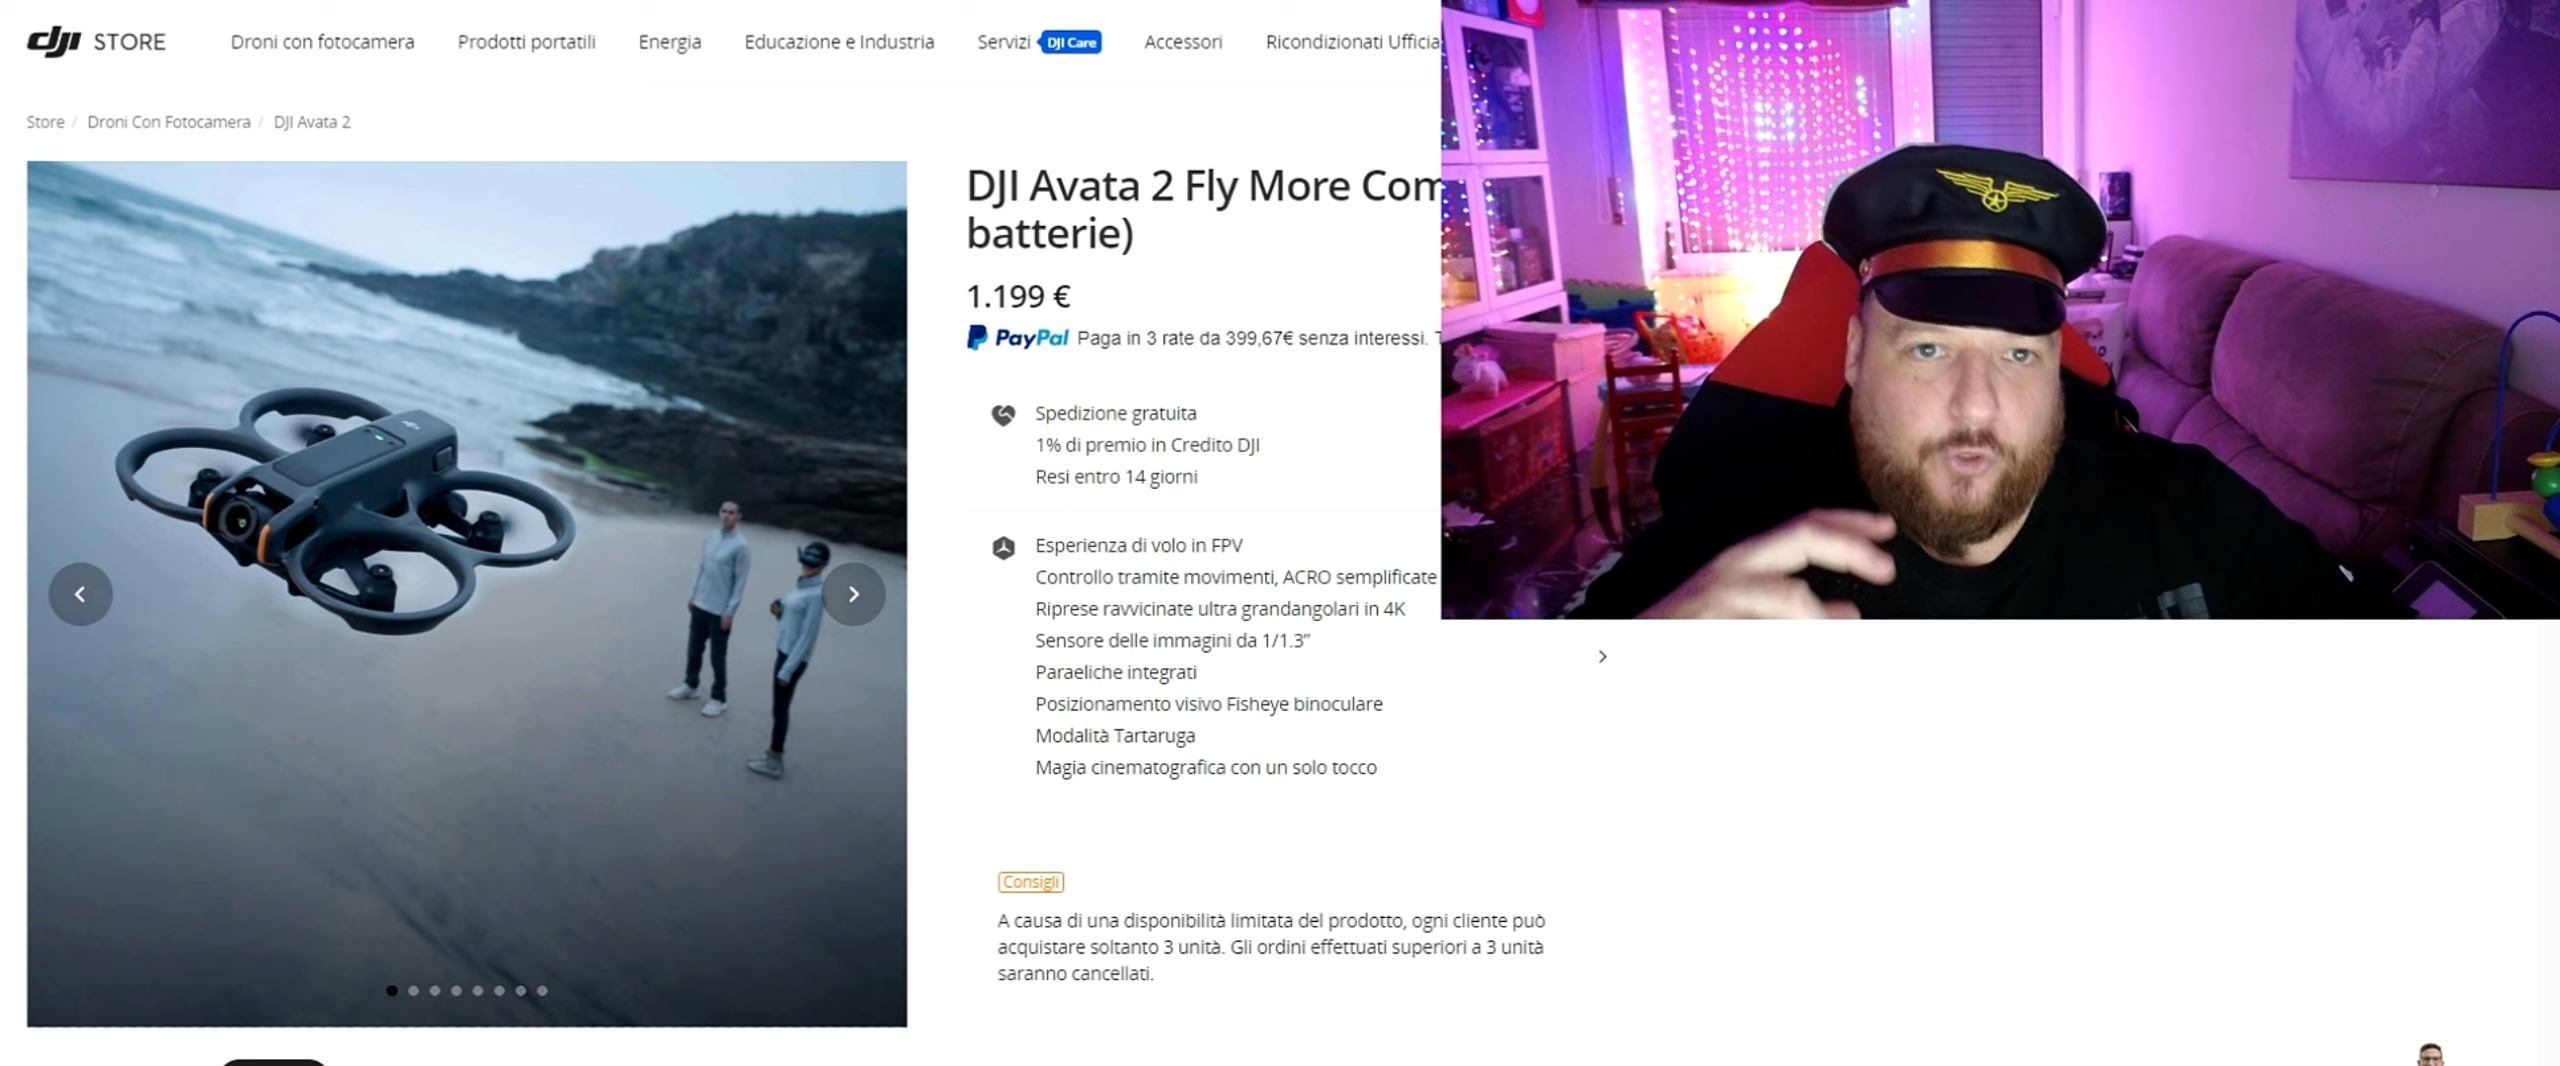 dji STORE
Droni con fotocamera Prodotti portatili Energia Educazione e Industria Servizi DJI Care Accessori Ricondizionati Ufficia
Store / Droni Con Fotocamera / DJI Avata 2
DJI Avata 2 Fly More Com
batterie)
1.199 €
PayPal Paga in 3 rate da 399,67€ senza interessi. T
Spedizione gratuita
1% di premio in Credito DJI
Resi entro 14 giorni
Esperienza di volo in FPV
Controllo tramite movimenti, ACRO semplificate
Riprese ravvicinate ultra grandangolari in 4K
Sensore delle immagini da 1/1.3”
Paraeliche integrati
Posizionamento visivo Fisheye binoculare
Modalità Tartaruga
Magia cinematografica con un solo tocco
Consigli
A causa di una disponibilità limitata del prodotto, ogni cliente può
acquistare soltanto 3 unità. Gli ordini effettuati superiori a 3 unità
saranno cancellati.